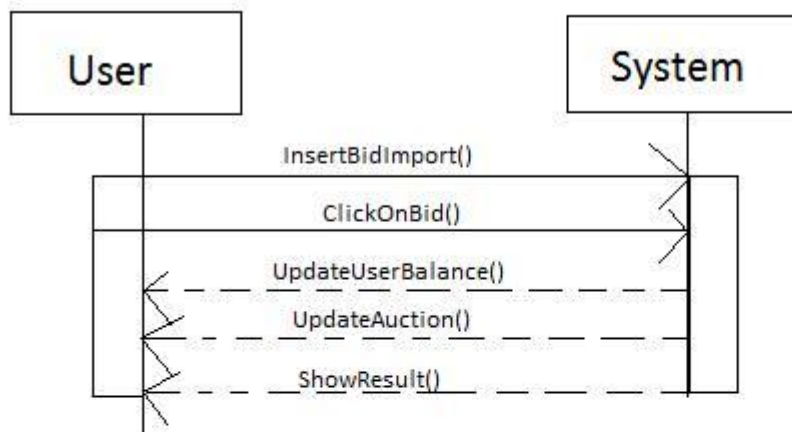 User
System
InsertBidImport()
ClickOnBid()
UpdateUserBalance()
UpdateAuction()
ShowResult()